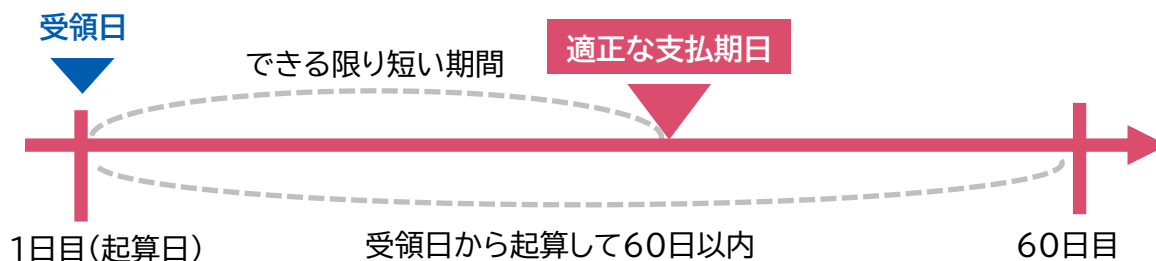 受領日
できる限り短い期間
適正な支払期日
1日目(起算日)
受領日から起算して60日以内
60日目